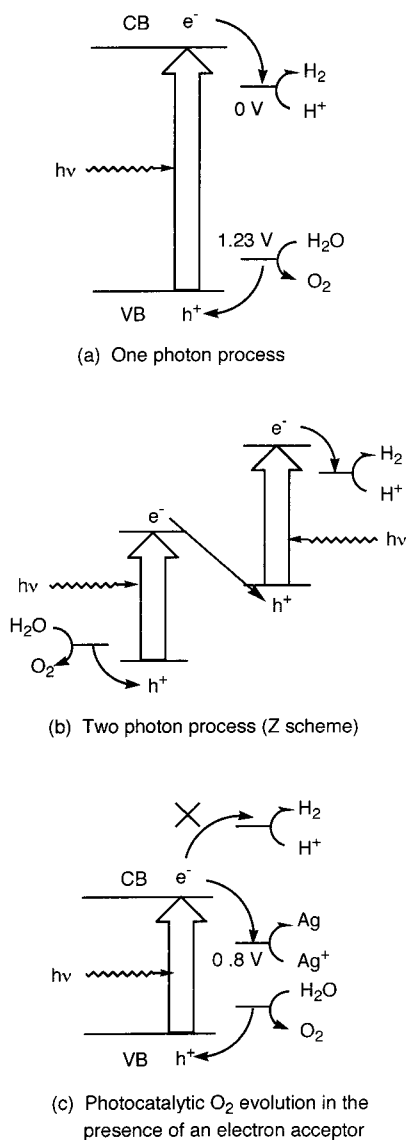 CB e⁻
H₂
0 V
H⁺
hν
1.23 V
H₂O
O₂
VB h⁺
(a) One photon process
e⁻
H₂
H⁺
e⁻
hν
hν
h⁺
H₂O
O₂
h⁺
(b) Two photon process (Z scheme)
H₂
H⁺
CB e⁻
Ag
0 .8 V
Ag⁺
hν
H₂O
O₂
VB h⁺
(c) Photocatalytic O₂ evolution in the
presence of an electron acceptor